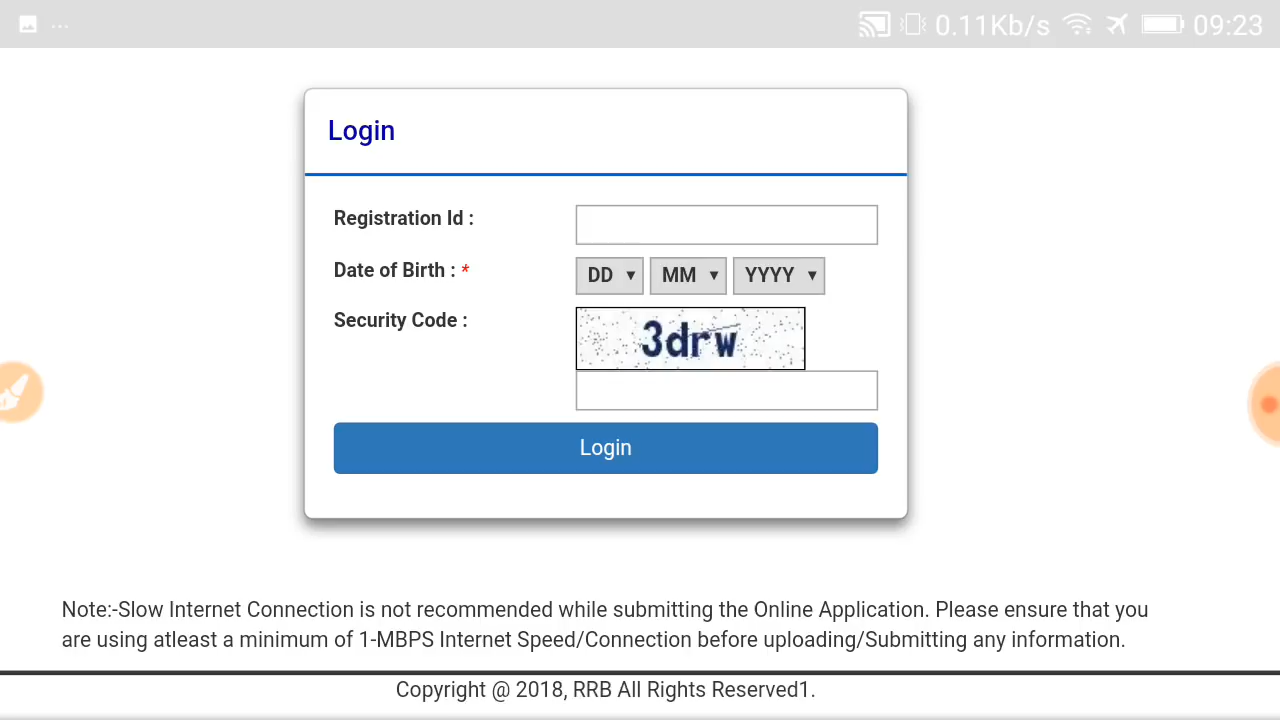 ... 0.11Kb/s 09:23
Login
Registration Id :
Date of Birth : * DD MM YYYY
Security Code : 3drw
Login
Note:-Slow Internet Connection is not recommended while submitting the Online Application. Please ensure that you
are using atleast a minimum of 1-MBPS Internet Speed/Connection before uploading/Submitting any information.
Copyright @ 2018, RRB All Rights Reserved1.